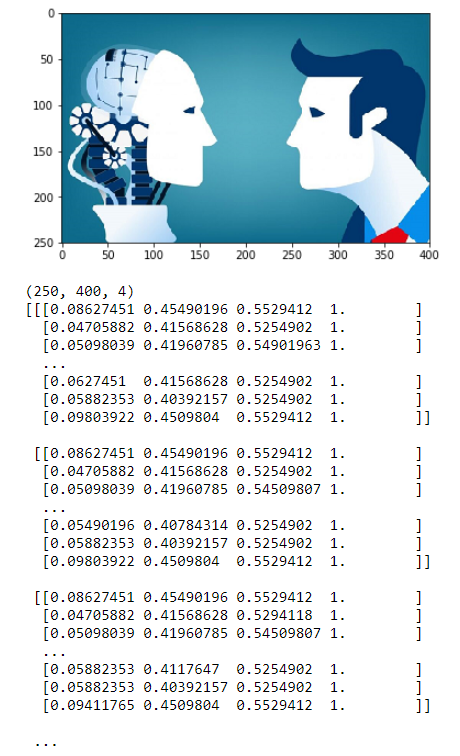 0
50
100
150
200
250
0 50 100 150 200 250 300 350 400
(250, 400, 4)
[[[0.08627451 0.45490196 0.5529412  1.        ]
  [0.04705882 0.41568628 0.5254902  1.        ]
  [0.05098039 0.41960785 0.54901963 1.        ]
  ...
  [0.0627451  0.41568628 0.5254902  1.        ]
  [0.05882353 0.40392157 0.5254902  1.        ]
  [0.09803922 0.4509804  0.5529412  1.        ]]
 [[0.08627451 0.45490196 0.5529412  1.        ]
  [0.04705882 0.41568628 0.5254902  1.        ]
  [0.05098039 0.41960785 0.54509807 1.        ]
  ...
  [0.05490196 0.40784314 0.5254902  1.        ]
  [0.05882353 0.40392157 0.5254902  1.        ]
  [0.09803922 0.4509804  0.5529412  1.        ]]
 [[0.08627451 0.45490196 0.5529412  1.        ]
  [0.04705882 0.41568628 0.5294118  1.        ]
  [0.05098039 0.41960785 0.54509807 1.        ]
  ...
  [0.05882353 0.4117647  0.5254902  1.        ]
  [0.05882353 0.40392157 0.5254902  1.        ]
  [0.09411765 0.4509804  0.5529412  1.        ]]
 ...